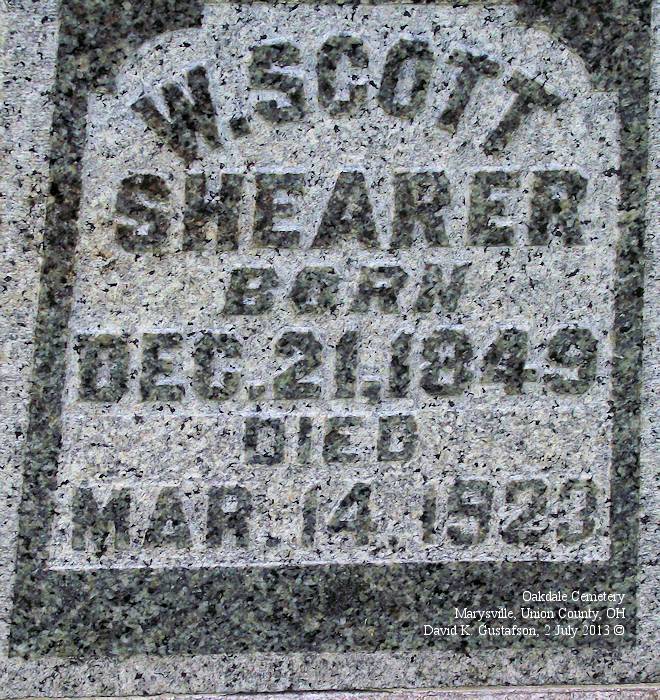 W. SCOTT
SHEARER
BORN
DEC. 21, 1849
DIED
MAR. 14, 1923
Oakdale Cemetery
Marysville, Union County, OH
David K. Gustafson, 2 July 2013 ©